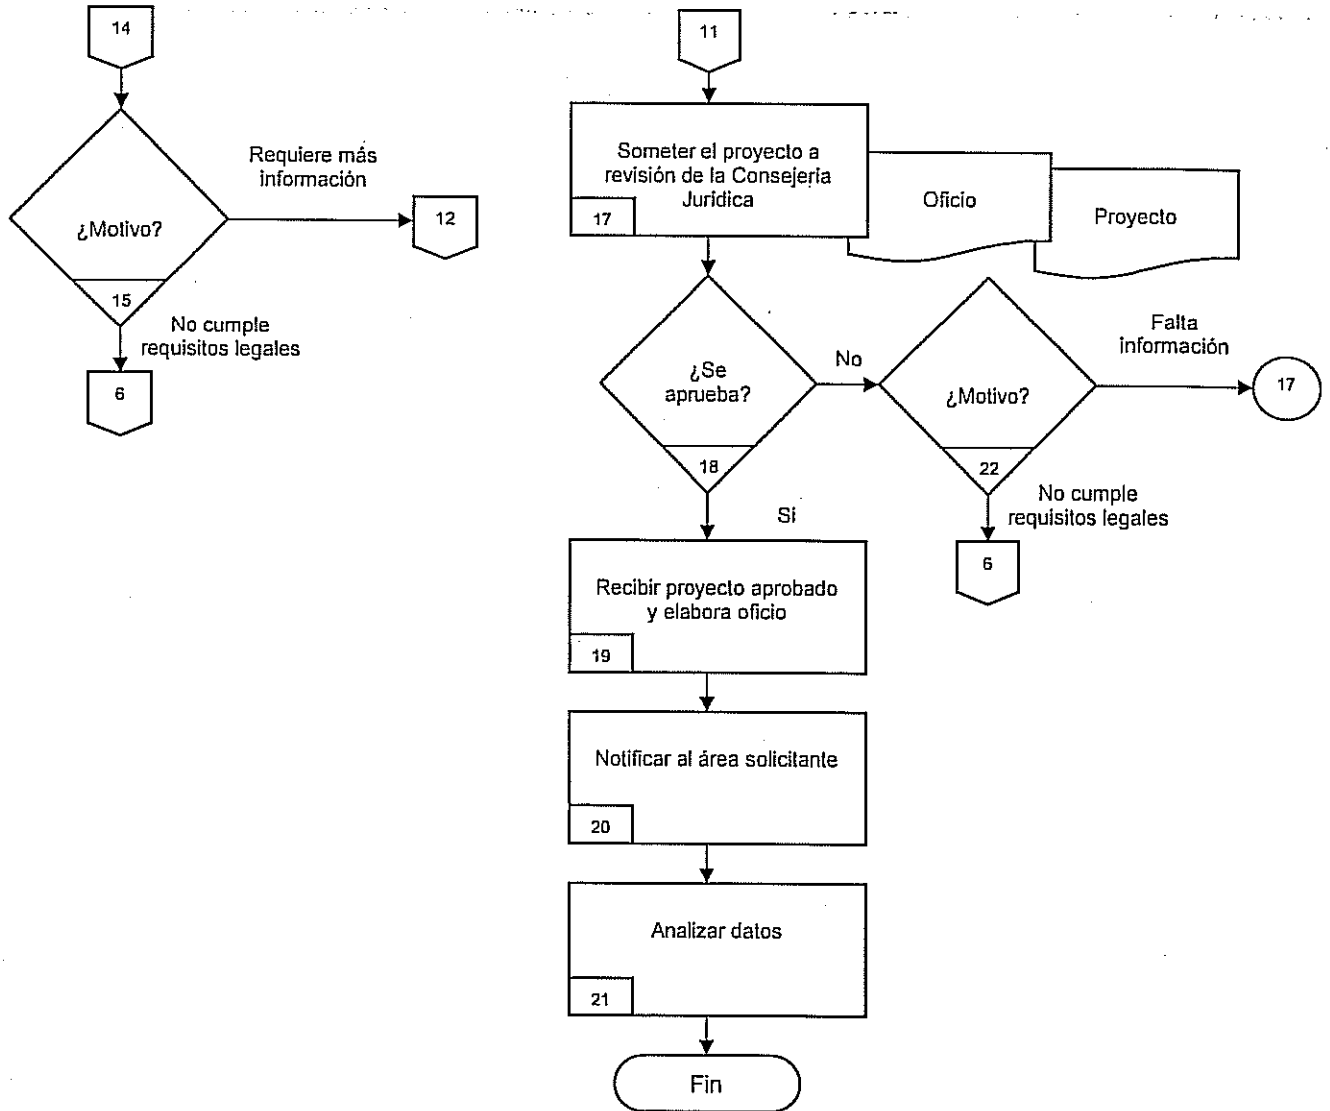 14
¿Motivo?
15
Requiere más
información
12
No cumple
requisitos legales
6
11
Someter el proyecto a
revisión de la Consejeria
Juridica
17
Oficio
Proyecto
¿Se
aprueba?
18
No
¿Motivo?
22
Falta
información
17
No cumple
requisitos legales
6
Si
Recibir proyecto aprobado
y elabora oficio
19
Notificar al área solicitante
20
Analizar datos
21
Fin